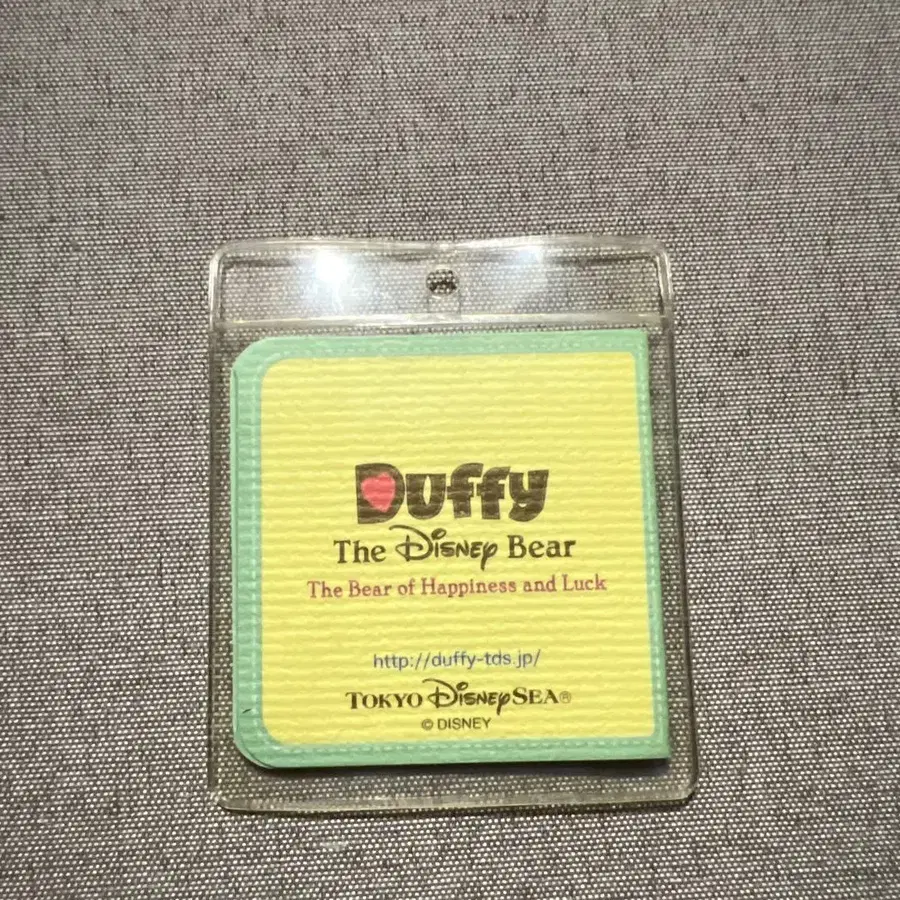 Duffy
The Disney Bear
The Bear of Happiness and Luck
http://duffy-tds.jp/
TOKYO DISNEYSEA®
© DISNEY